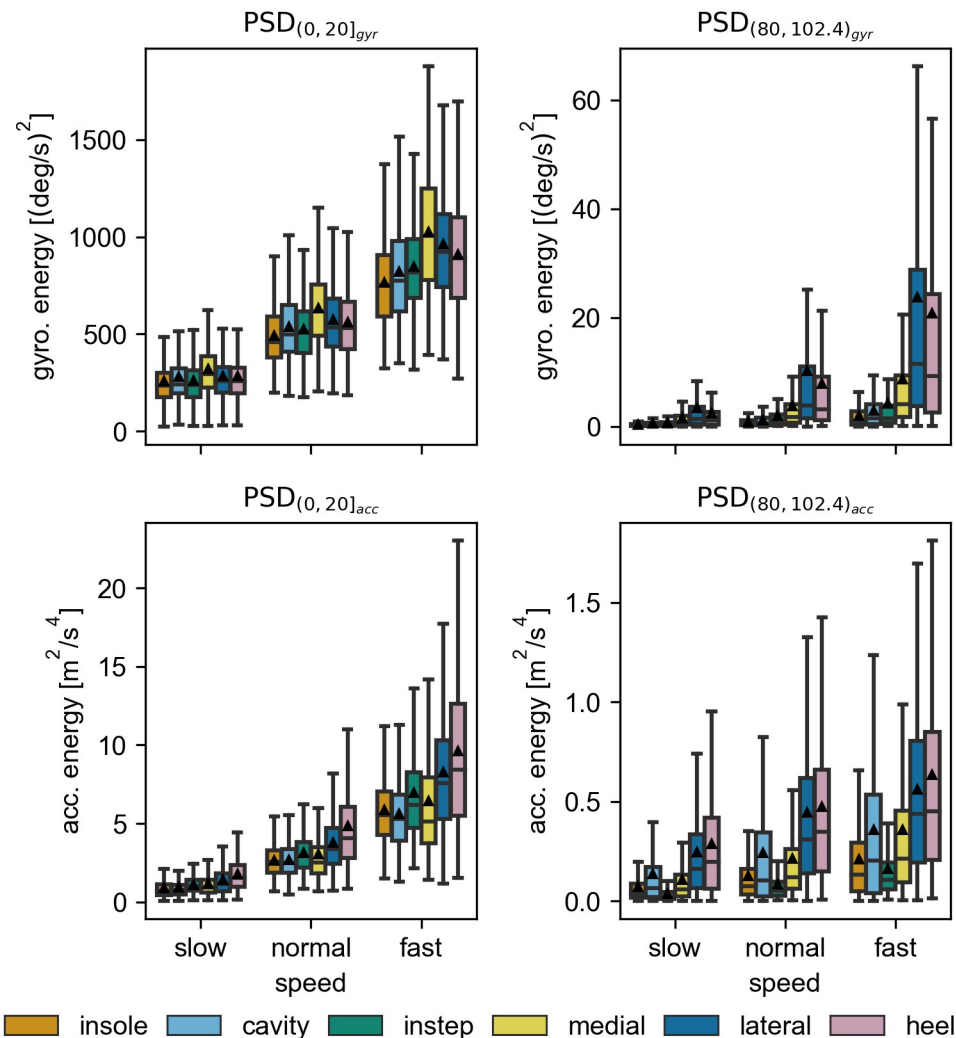 PSD(0, 20]gyr
PSD(80, 102.4)gyr
gyro. energy [(deg/s)²]
1500
1000
500
0
gyro. energy [(deg/s)²]
60
40
20
0
PSD(0, 20]acc
PSD(80, 102.4)acc
acc. energy [m²/s⁴]
20
15
10
5
0
acc. energy [m²/s⁴]
1.5
1.0
0.5
0.0
slow normal fast
speed
slow normal fast
speed
insole cavity instep medial lateral heel